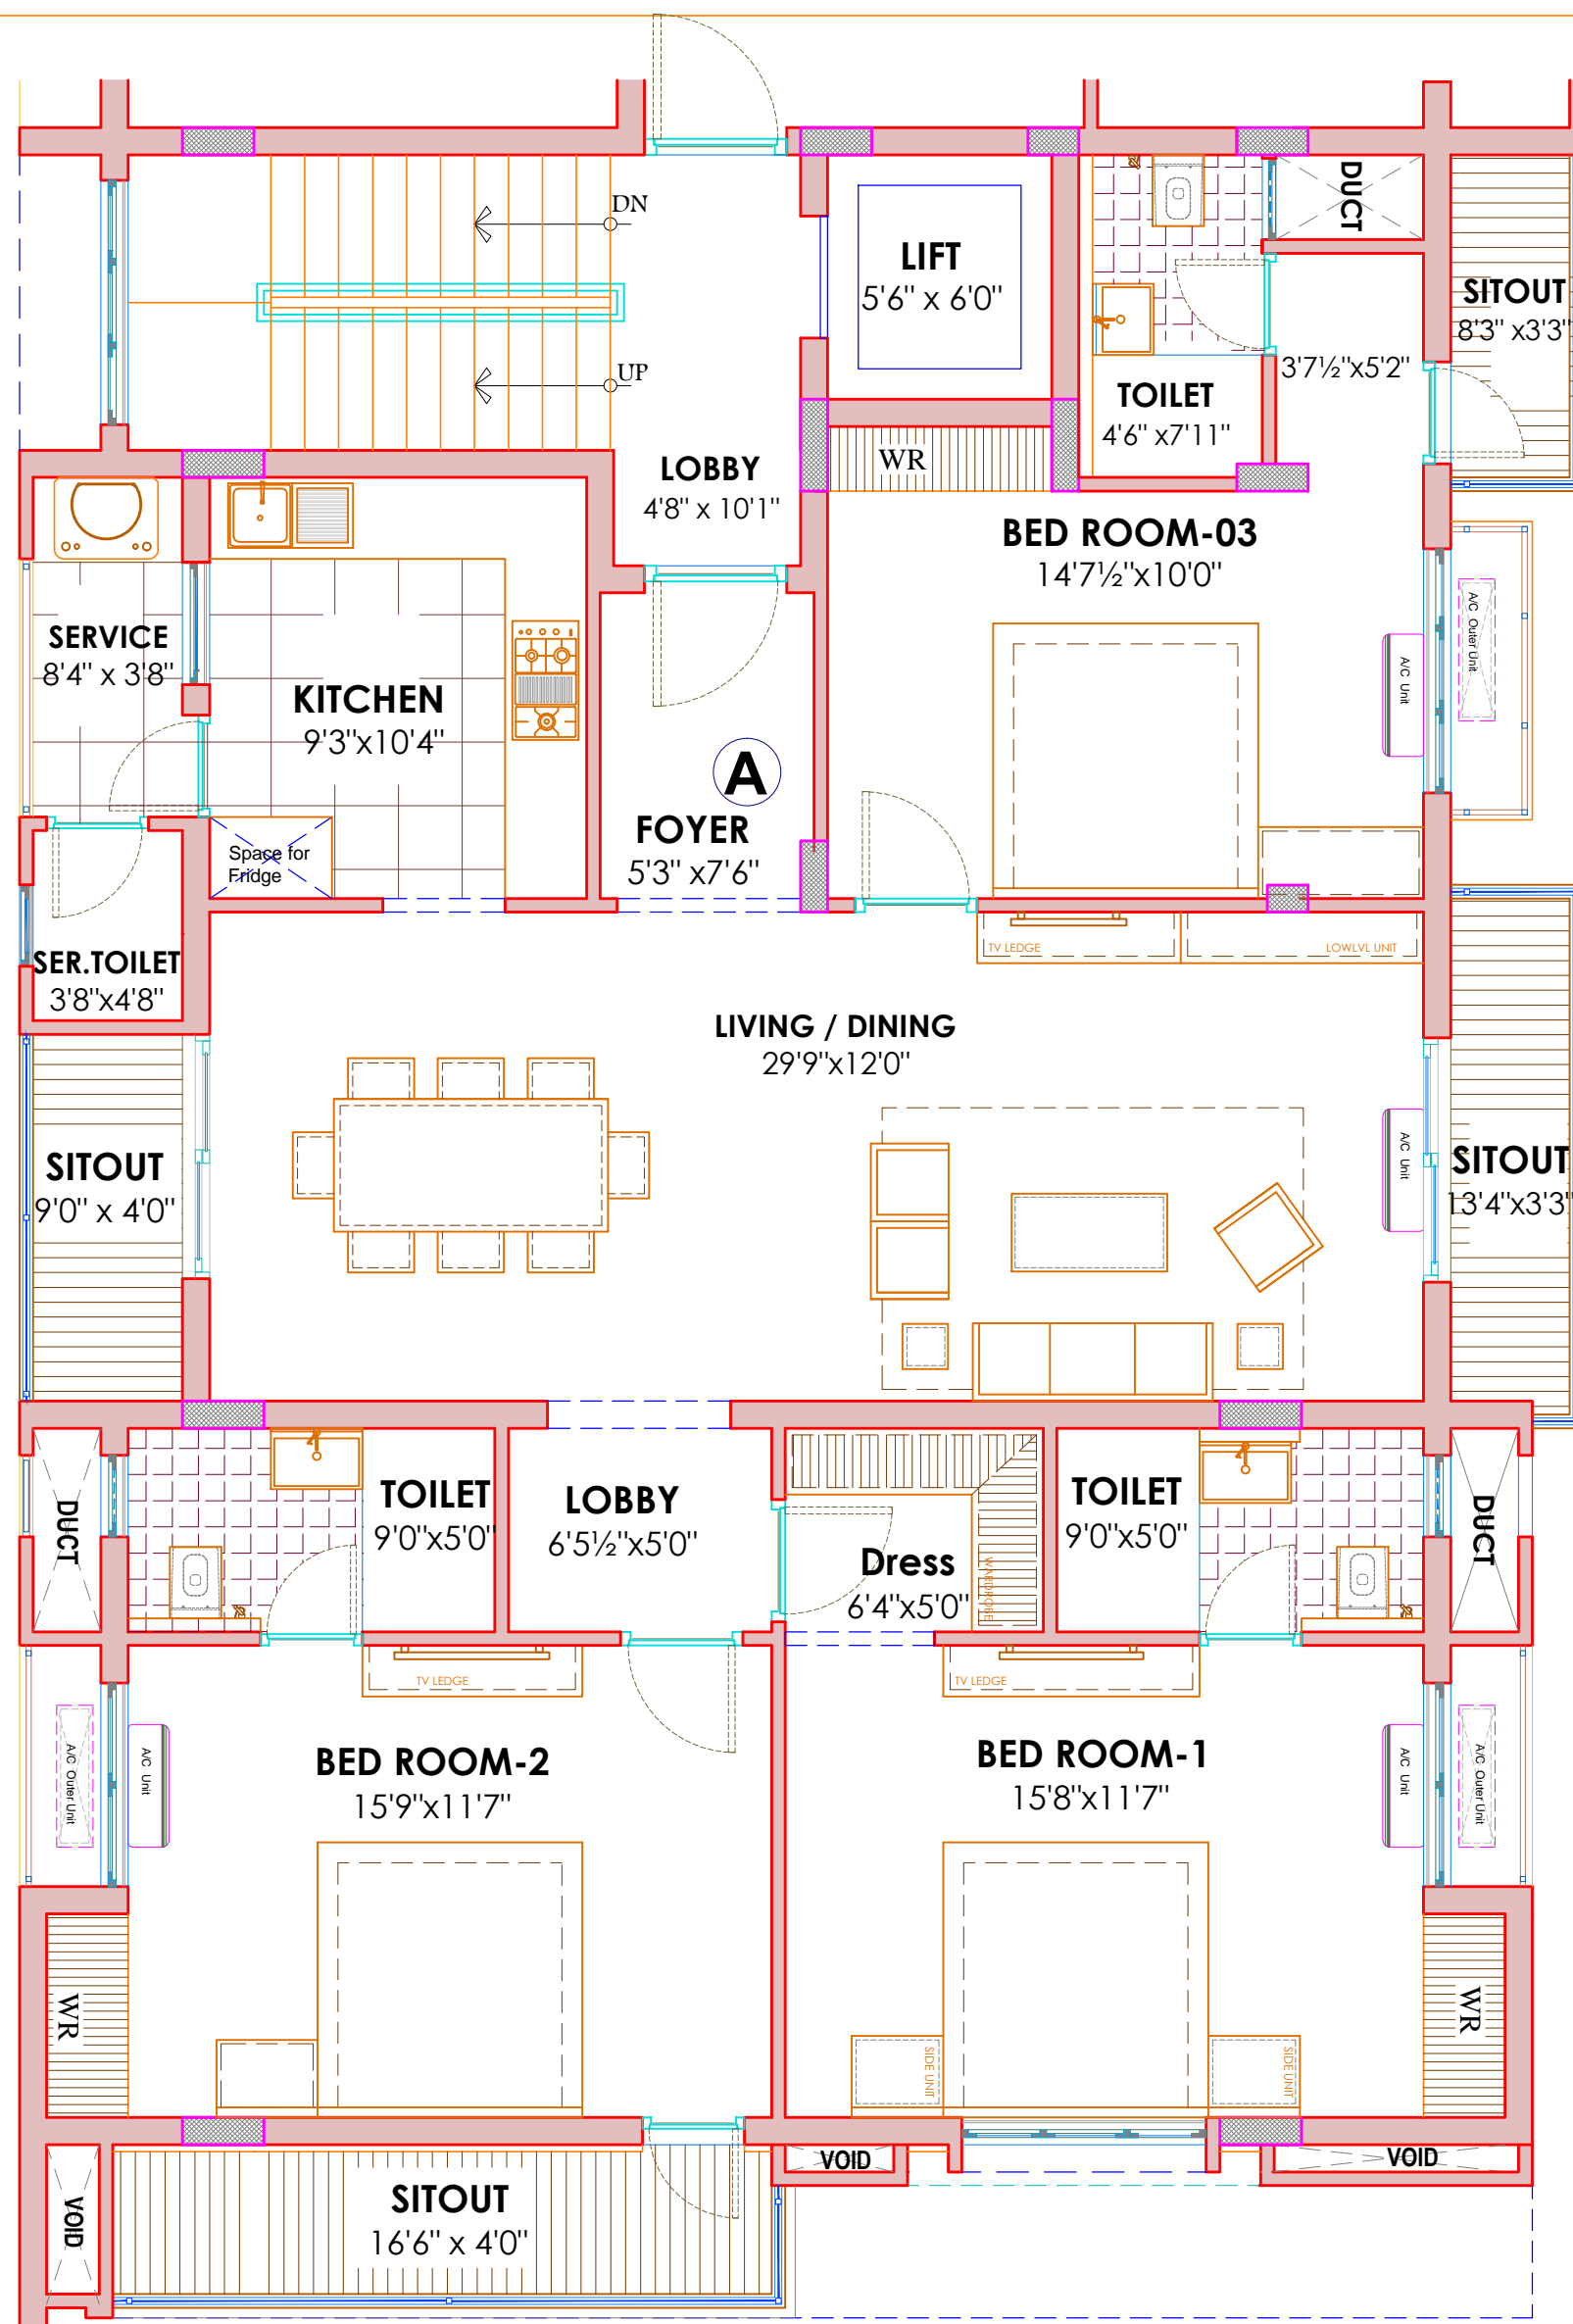 DN
UP
LIFT
5'6" x 6'0"
DUCT
SITOUT
8'3" x3'3"
3'7½"x5'2"
TOILET
4'6" x7'11"
LOBBY
4'8" x 10'1"
WR
BED ROOM-03
14'7½"x10'0"
A/C Outer Unit
A/C Unit
SERVICE
8'4" x 3'8"
KITCHEN
9'3"x10'4"
A
FOYER
5'3" x7'6"
Space for
Fridge
SER.TOILET
3'8"x4'8"
TV LEDGE
LOWLVL UNIT
LIVING / DINING
29'9"x12'0"
SITOUT
9'0" x 4'0"
A/C Unit
SITOUT
13'4"x3'3"
DUCT
TOILET
9'0"x5'0"
LOBBY
6'5½"x5'0"
Dress
6'4"x5'0"
WARDROBE
TOILET
9'0"x5'0"
DUCT
TV LEDGE
TV LEDGE
A/C Outer Unit
A/C Unit
BED ROOM-2
15'9"x11'7"
BED ROOM-1
15'8"x11'7"
A/C Unit
A/C Outer Unit
WR
SIDE UNIT
SIDE UNIT
WR
VOID
VOID
VOID
SITOUT
16'6" x 4'0"